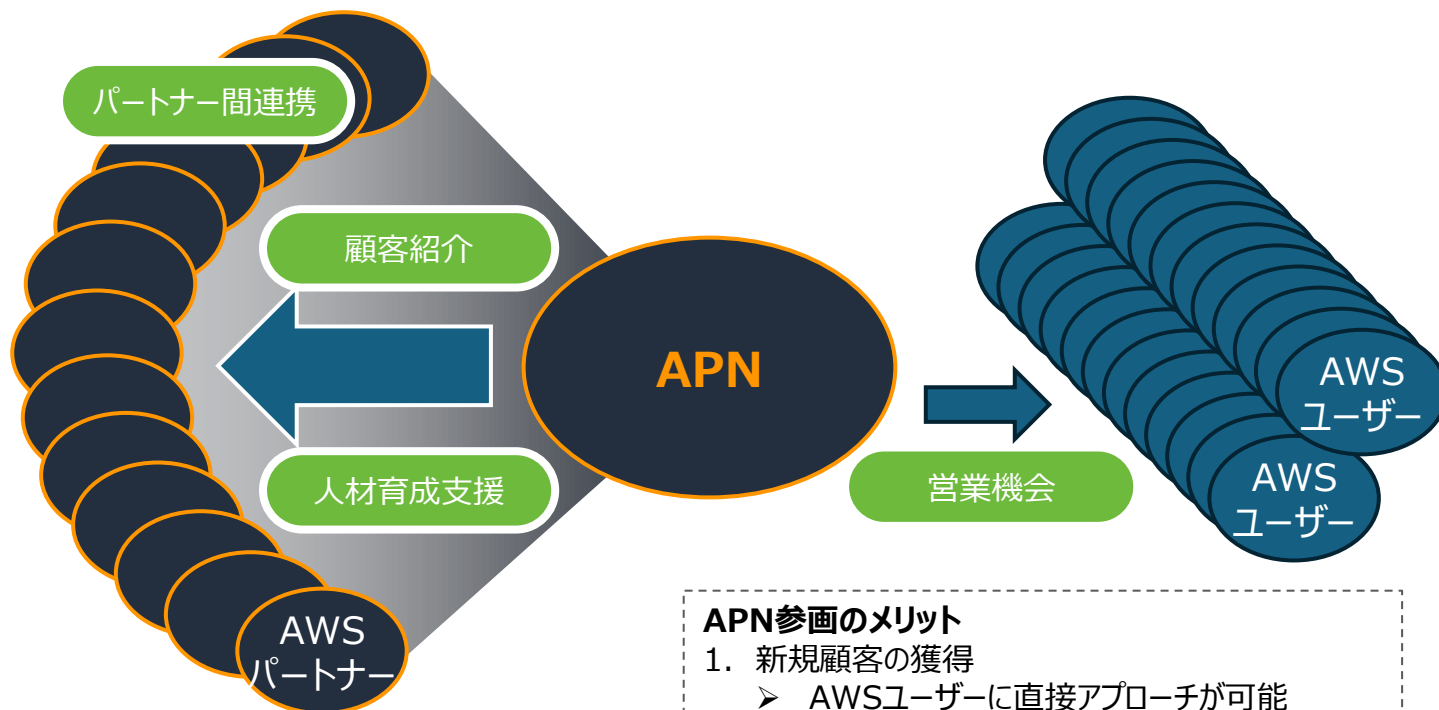 パートナー間連携
顧客紹介
APN
人材育成支援
営業機会
AWS
ユーザー
AWS
ユーザー
AWS
パートナー
APN参画のメリット
1. 新規顧客の獲得
➢ AWSユーザーに直接アプローチが可能